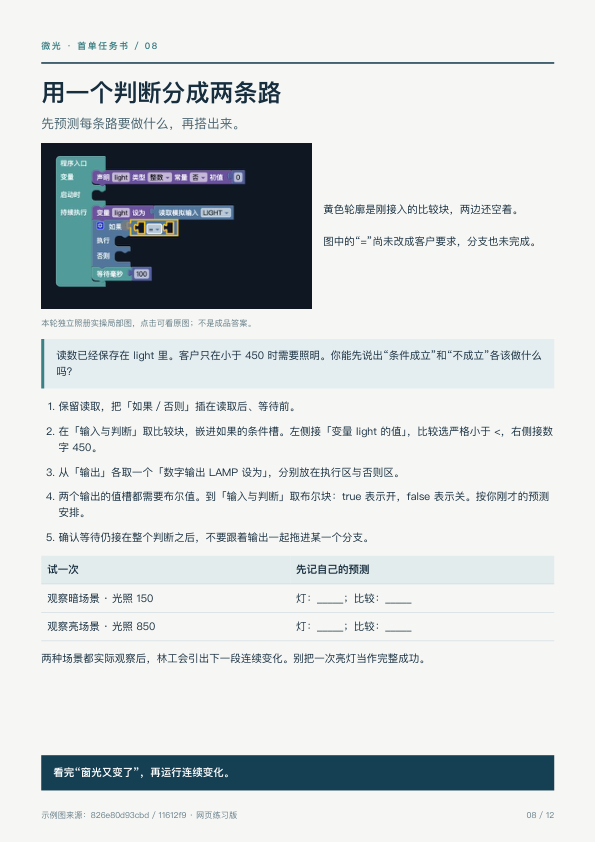 微光 · 首单任务书 / 08
用一个判断分成两条路
先预测每条路要做什么，再搭出来。
程序入口
变量 声明 light 类型 整数 常量 否 初值 0
启动时
持续执行 变量 light 设为 读取模拟输入 LIGHT
如果 =
执行
否则
等待毫秒 100
黄色轮廓是刚接入的比较块，两边还空着。
图中的“=”尚未改成客户要求，分支也未完成。
本轮独立照册实操局部图，点击可看原图；不是成品答案。
读数已经保存在 light 里。客户只在小于 450 时需要照明。你能先说出“条件成立”和“不成立”各该做什么
吗？
1. 保留读取，把「如果 / 否则」插在读取后、等待前。
2. 在「输入与判断」取比较块，嵌进如果的条件槽。左侧接「变量 light 的值」，比较选严格小于 <，右侧接数
字 450。
3. 从「输出」各取一个「数字输出 LAMP 设为」，分别放在执行区与否则区。
4. 两个输出的值槽都需要布尔值。到「输入与判断」取布尔块：true 表示开，false 表示关。按你刚才的预测
安排。
5. 确认等待仍接在整个判断之后，不要跟着输出一起拖进某一个分支。
试一次 先记自己的预测
观察暗场景 · 光照 150 灯：_____；比较：_____
观察亮场景 · 光照 850 灯：_____；比较：_____
两种场景都实际观察后，林工会引出下一段连续变化。别把一次亮灯当作完整成功。
看完“窗光又变了”，再运行连续变化。
示例图来源：826e80d93cbd / 11612f9 · 网页练习版 08 / 12